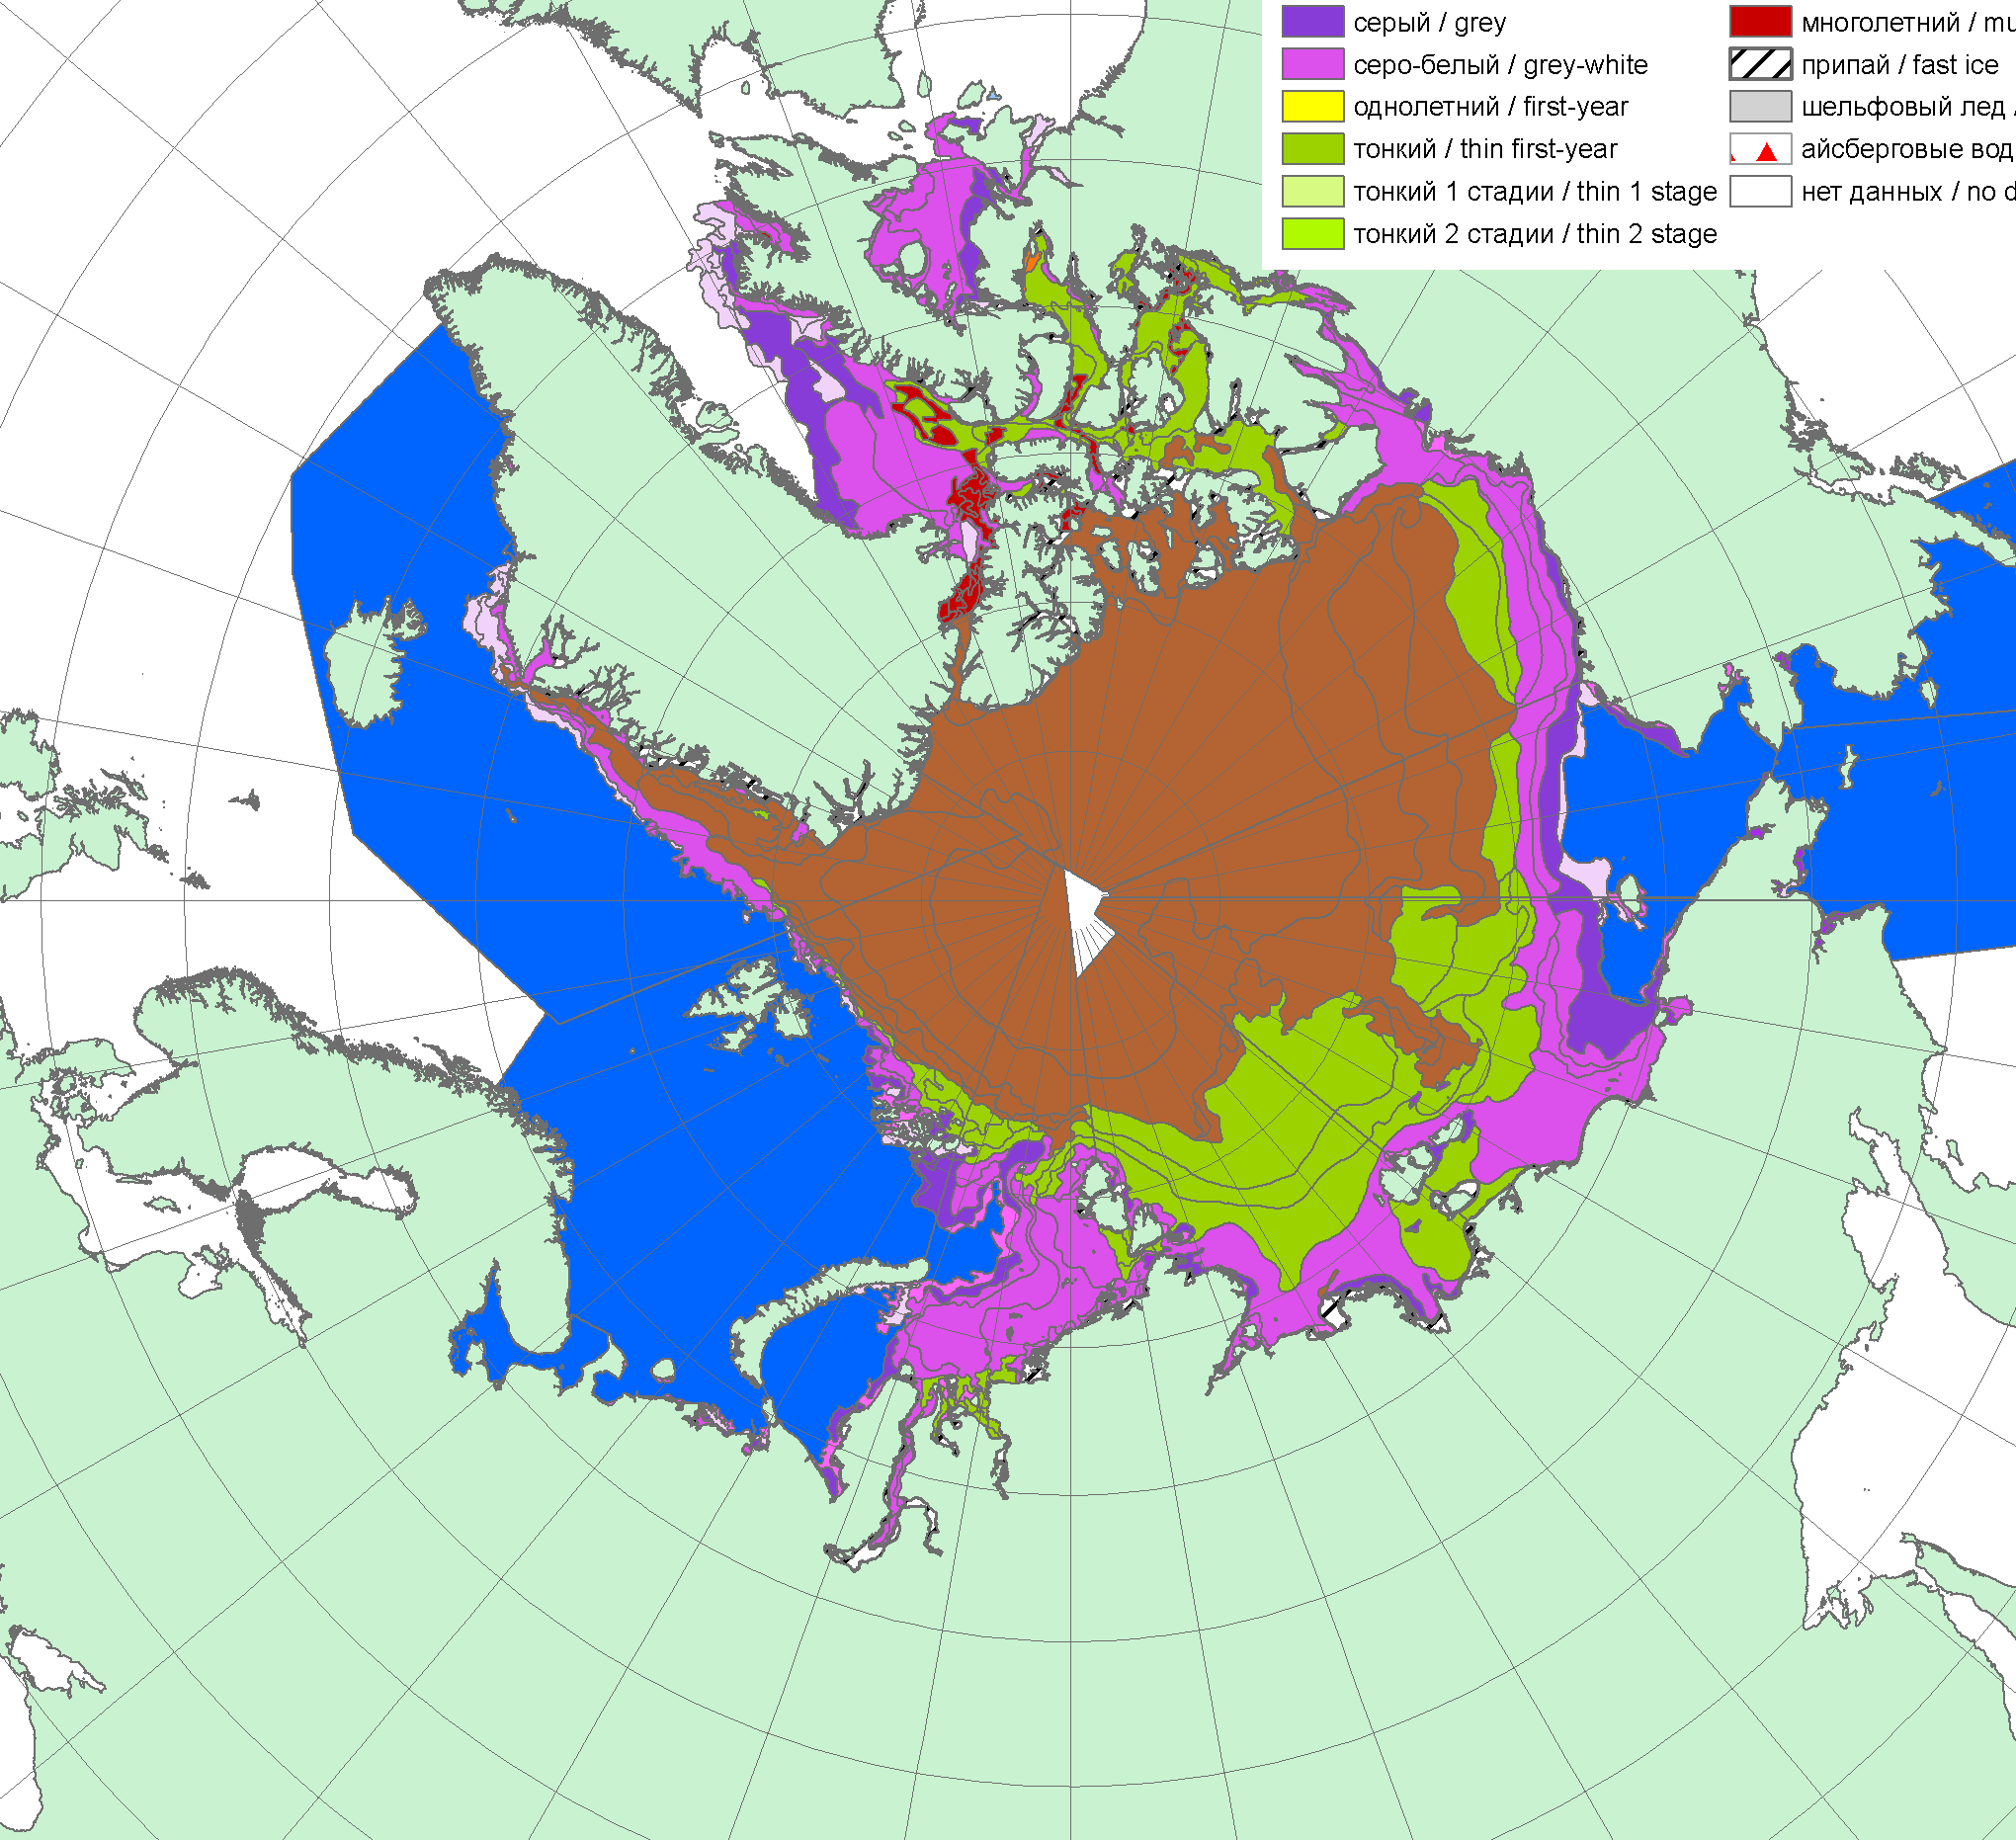 серый / grey
серо-белый / grey-white
однолетний / first-year
тонкий / thin first-year
тонкий 1 стадии / thin 1 stage
тонкий 2 стадии / thin 2 stage
многолетний /
припай / fast ice
шельфовый лед /
айсберговые
нет данных / no